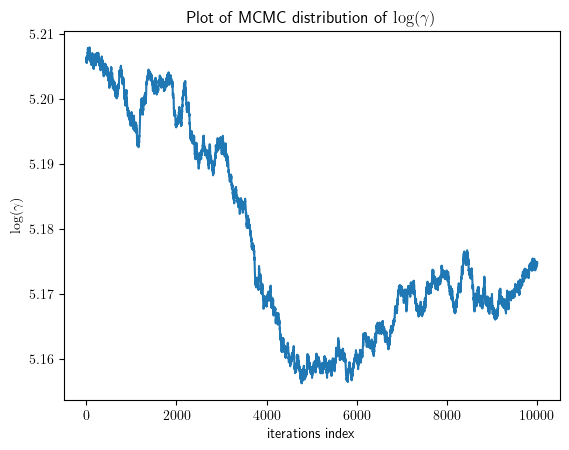 Plot of MCMC distribution of log(γ)
5.21
5.20
5.19
5.18
5.17
5.16
log(γ)
0 2000 4000 6000 8000 10000
iterations index